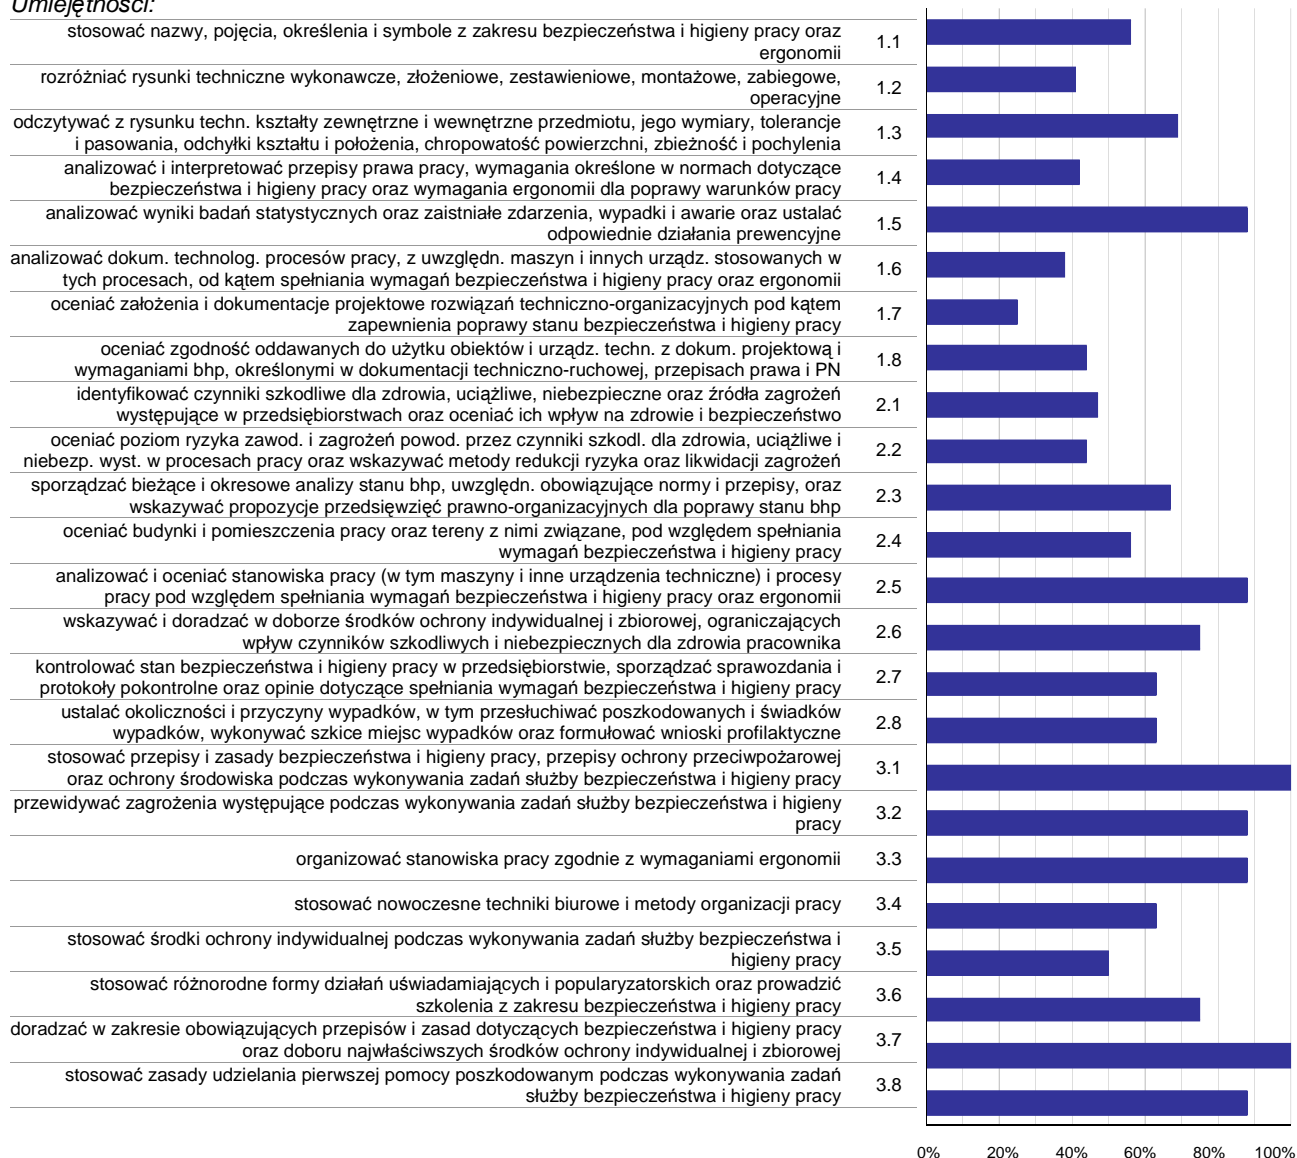 Umiejętności:
stosować nazwy, pojęcia, określenia i symbole z zakresu bezpieczeństwa i higieny pracy oraz
ergonomii
1.1
rozróżniać rysunki techniczne wykonawcze, złożeniowe, zestawieniowe, montażowe, zabiegowe,
operacyjne
1.2
odczytywać z rysunku techn. kształty zewnętrzne i wewnętrzne przedmiotu, jego wymiary, tolerancje
i pasowania, odchyłki kształtu i położenia, chropowatość powierzchni, zbieżność i pochylenia
1.3
analizować i interpretować przepisy prawa pracy, wymagania określone w normach dotyczące
bezpieczeństwa i higieny pracy oraz wymagania ergonomii dla poprawy warunków pracy
1.4
analizować wyniki badań statystycznych oraz zaistniałe zdarzenia, wypadki i awarie oraz ustalać
odpowiednie działania prewencyjne
1.5
analizować dokum. technolog. procesów pracy, z uwzględn. maszyn i innych urządz. stosowanych w
tych procesach, od kątem spełniania wymagań bezpieczeństwa i higieny pracy oraz ergonomii
1.6
oceniać założenia i dokumentacje projektowe rozwiązań techniczno-organizacyjnych pod kątem
zapewnienia poprawy stanu bezpieczeństwa i higieny pracy
1.7
oceniać zgodność oddawanych do użytku obiektów i urządz. techn. z dokum. projektową i
wymaganiami bhp, określonymi w dokumentacji techniczno-ruchowej, przepisach prawa i PN
1.8
identyfikować czynniki szkodliwe dla zdrowia, uciążliwe, niebezpieczne oraz źródła zagrożeń
występujące w przedsiębiorstwach oraz oceniać ich wpływ na zdrowie i bezpieczeństwo
2.1
oceniać poziom ryzyka zawod. i zagrożeń powod. przez czynniki szkodl. dla zdrowia, uciążliwe i
niebezp. wyst. w procesach pracy oraz wskazywać metody redukcji ryzyka oraz likwidacji zagrożeń
2.2
sporządzać bieżące i okresowe analizy stanu bhp, uwzględn. obowiązujące normy i przepisy, oraz
wskazywać propozycje przedsięwzięć prawno-organizacyjnych dla poprawy stanu bhp
2.3
oceniać budynki i pomieszczenia pracy oraz tereny z nimi związane, pod względem spełniania
wymagań bezpieczeństwa i higieny pracy
2.4
analizować i oceniać stanowiska pracy (w tym maszyny i inne urządzenia techniczne) i procesy
pracy pod względem spełniania wymagań bezpieczeństwa i higieny pracy oraz ergonomii
2.5
wskazywać i doradzać w doborze środków ochrony indywidualnej i zbiorowej, ograniczających
wpływ czynników szkodliwych i niebezpiecznych dla zdrowia pracownika
2.6
kontrolować stan bezpieczeństwa i higieny pracy w przedsiębiorstwie, sporządzać sprawozdania i
protokoły pokontrolne oraz opinie dotyczące spełniania wymagań bezpieczeństwa i higieny pracy
2.7
ustalać okoliczności i przyczyny wypadków, w tym przesłuchiwać poszkodowanych i świadków
wypadków, wykonywać szkice miejsc wypadków oraz formułować wnioski profilaktyczne
2.8
stosować przepisy i zasady bezpieczeństwa i higieny pracy, przepisy ochrony przeciwpożarowej
oraz ochrony środowiska podczas wykonywania zadań służby bezpieczeństwa i higieny pracy
3.1
przewidywać zagrożenia występujące podczas wykonywania zadań służby bezpieczeństwa i higieny
pracy
3.2
organizować stanowiska pracy zgodnie z wymaganiami ergonomii
3.3
stosować nowoczesne techniki biurowe i metody organizacji pracy
3.4
stosować środki ochrony indywidualnej podczas wykonywania zadań służby bezpieczeństwa i
higieny pracy
3.5
stosować różnorodne formy działań uświadamiających i popularyzatorskich oraz prowadzić
szkolenia z zakresu bezpieczeństwa i higieny pracy
3.6
doradzać w zakresie obowiązujących przepisów i zasad dotyczących bezpieczeństwa i higieny pracy
oraz doboru najwłaściwszych środków ochrony indywidualnej i zbiorowej
3.7
stosować zasady udzielania pierwszej pomocy poszkodowanym podczas wykonywania zadań
służby bezpieczeństwa i higieny pracy
3.8
0% 20% 40% 60% 80% 100%